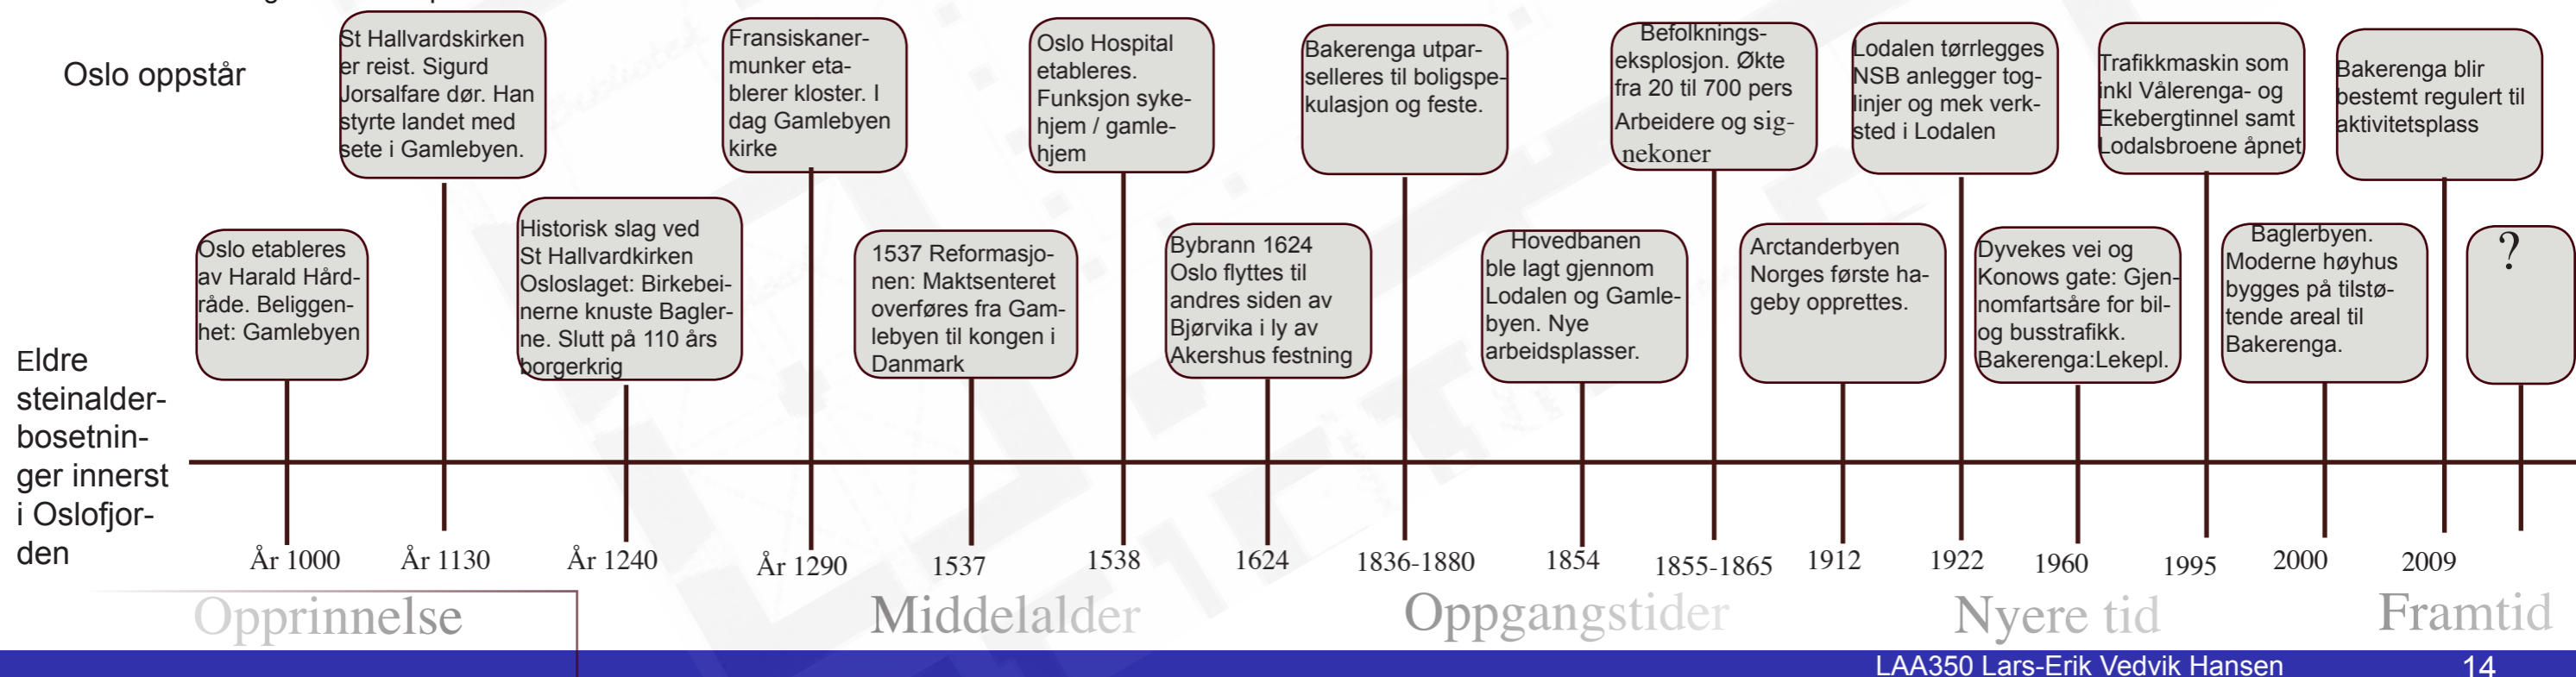 Oslo oppstår
St Hallvardskirken
er reist. Sigurd
Jorsalfare dør. Han
styrte landet med
sete i Gamlebyen.
Fransiskaner-
munker eta-
blerer kloster. I
dag Gamlebyen
kirke
Oslo Hospital
etableres.
Funksjon syke-
hjem / gamle-
hjem
Bakerenga utpar-
selleres til boligspe-
kulasjon og feste.
Befolknings-
eksplosjon. Økte
fra 20 til 700 pers
Arbeidere og sig-
nekoner
Lodalen tørrlegges
NSB anlegger tog-
linjer og mek verk-
sted i Lodalen
Trafikkmaskin som
inkl Vålerenga- og
Ekebergtinnel samt
Lodalsbroene åpnet
Bakerenga blir
bestemt regulert til
aktivitetsplass
Oslo etableres
av Harald Hård-
råde. Beliggen-
het: Gamlebyen
Historisk slag ved
St Hallvardkirken
Osloslaget: Birkebei-
nerne knuste Bagler-
ne. Slutt på 110 års
borgerkrig
1537 Reformasjo-
nen: Maktsenteret
overføres fra Gam-
lebyen til kongen i
Danmark
Bybrann 1624
Oslo flyttes til
andres siden av
Bjørvika i ly av
Akershus festning
Hovedbanen
ble lagt gjennom
Lodalen og Gamle-
byen. Nye
arbeidsplasser.
Arctanderbyen
Norges første ha-
geby opprettes.
Dyvekes vei og
Konows gate: Gjen-
nomfartsåre for bil-
og busstrafikk.
Bakerenga:Lekepl.
Baglerbyen.
Moderne høyhus
bygges på tilstø-
tende areal til
Bakerenga.
?
Eldre
steinalder-
bosetnin-
ger innerst
i Oslofjor-
den
År 1000
År 1130
År 1240
År 1290
1537
1538
1624
1836-1880
1854
1855-1865
1912
1922
1960
1995
2000
2009
Opprinnelse
Middelalder
Oppgangstider
Nyere tid
Framtid
LAA350 Lars-Erik Vedvik Hansen
14